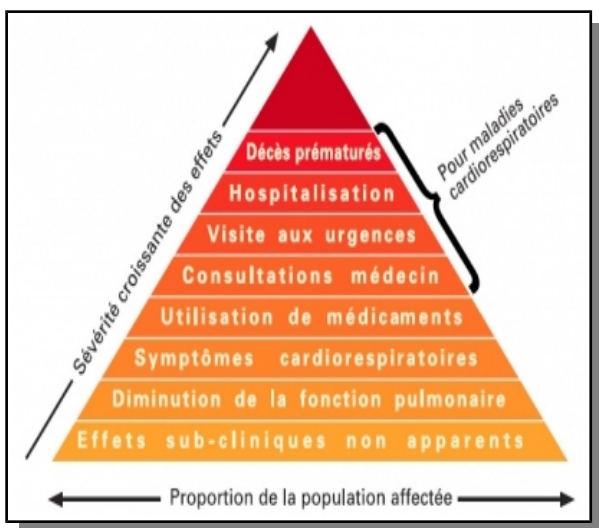 Décès prématurés
Hospitalisation
Visite aux urgences
Consultations médecin
Utilisation de médicaments
Symptômes cardiorespiratoires
Diminution de la fonction pulmonaire
Effets sub-cliniques non apparents
Sévérité croissante des effets
Pour maladies
cardiorespiratoires
Proportion de la population affectée